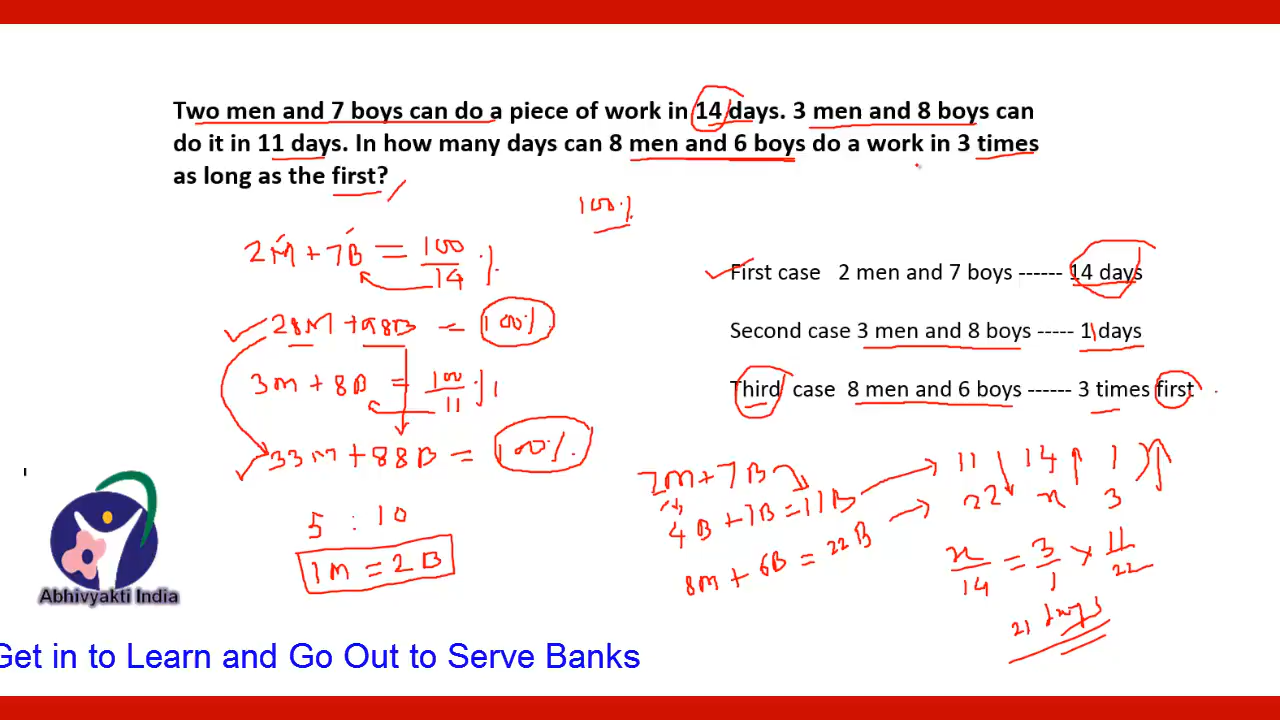 Two men and 7 boys can do a piece of work in 14 days. 3 men and 8 boys can
do it in 11 days. In how many days can 8 men and 6 boys do a work in 3 times
as long as the first?
100%
2M + 7B = 100/14 %
28M + 98B = 100%
3M + 8B = 100/11 %
33M + 88B = 100%
5 : 10
1M = 2B
First case 2 men and 7 boys ------ 14 days
Second case 3 men and 8 boys ----- 11 days
Third case 8 men and 6 boys ------ 3 times first
2M + 7B
4B + 7B = 11B
8M + 6B = 22B
11 14 1
22 x 3
x/14 = 3/1 × 11/22
21 days
Abhivyakti India
Get in to Learn and Go Out to Serve Banks